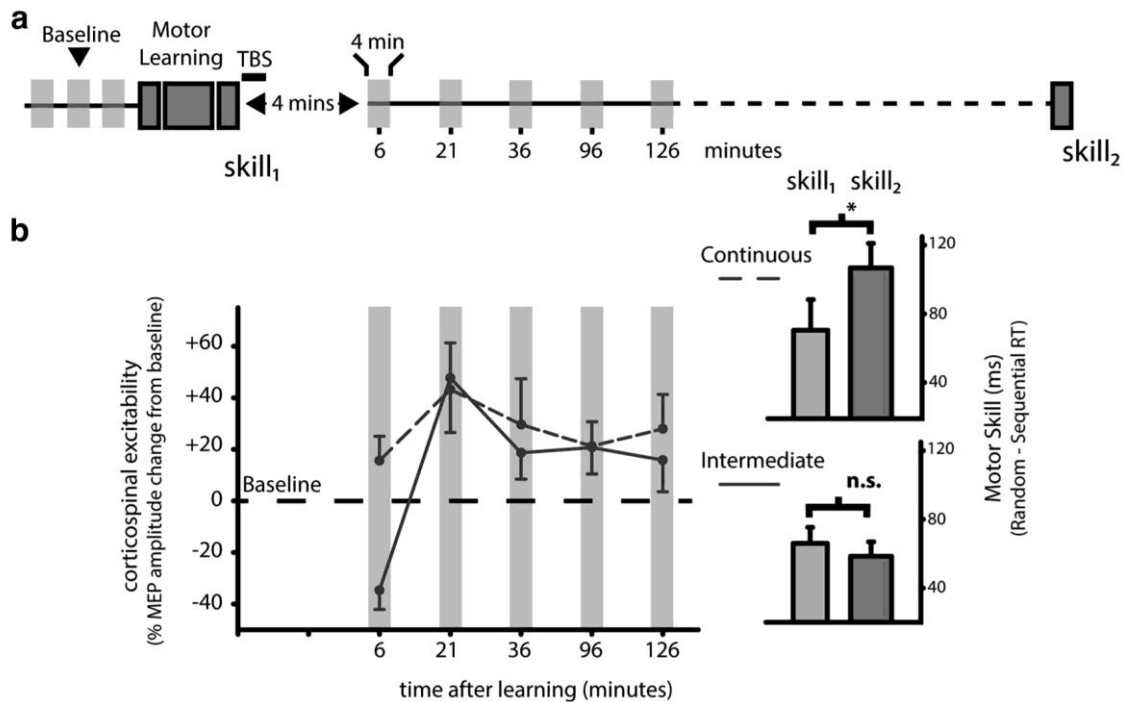 a
Baseline
Motor
Learning
TBS
4 min
4 mins
6
21
36
96
126
minutes
skill₁
skill₂
b
skill₁
skill₂
*
Continuous
120
80
40
Intermediate
n.s.
120
80
40
Motor Skill (ms)
(Random - Sequential RT)
corticospinal excitability
(% MEP amplitude change from baseline)
+60
+40
+20
0
-20
-40
Baseline
6
21
36
96
126
time after learning (minutes)